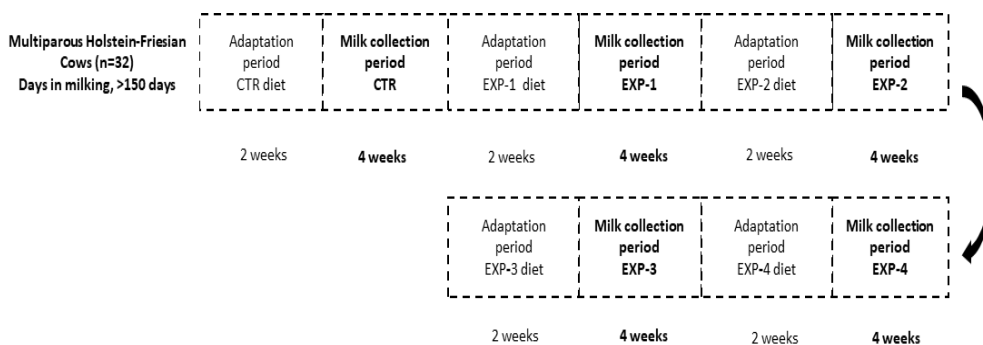 Multiparous Holstein-Friesian
Cows (n=32)
Days in milking, >150 days
Adaptation
period
CTR diet
Milk collection
period
CTR
Adaptation
period
EXP-1 diet
Milk collection
period
EXP-1
Adaptation
period
EXP-2 diet
Milk collection
period
EXP-2
2 weeks
4 weeks
2 weeks
4 weeks
2 weeks
4 weeks
Adaptation
period
EXP-3 diet
Milk collection
period
EXP-3
Adaptation
period
EXP-4 diet
Milk collection
period
EXP-4
2 weeks
4 weeks
2 weeks
4 weeks